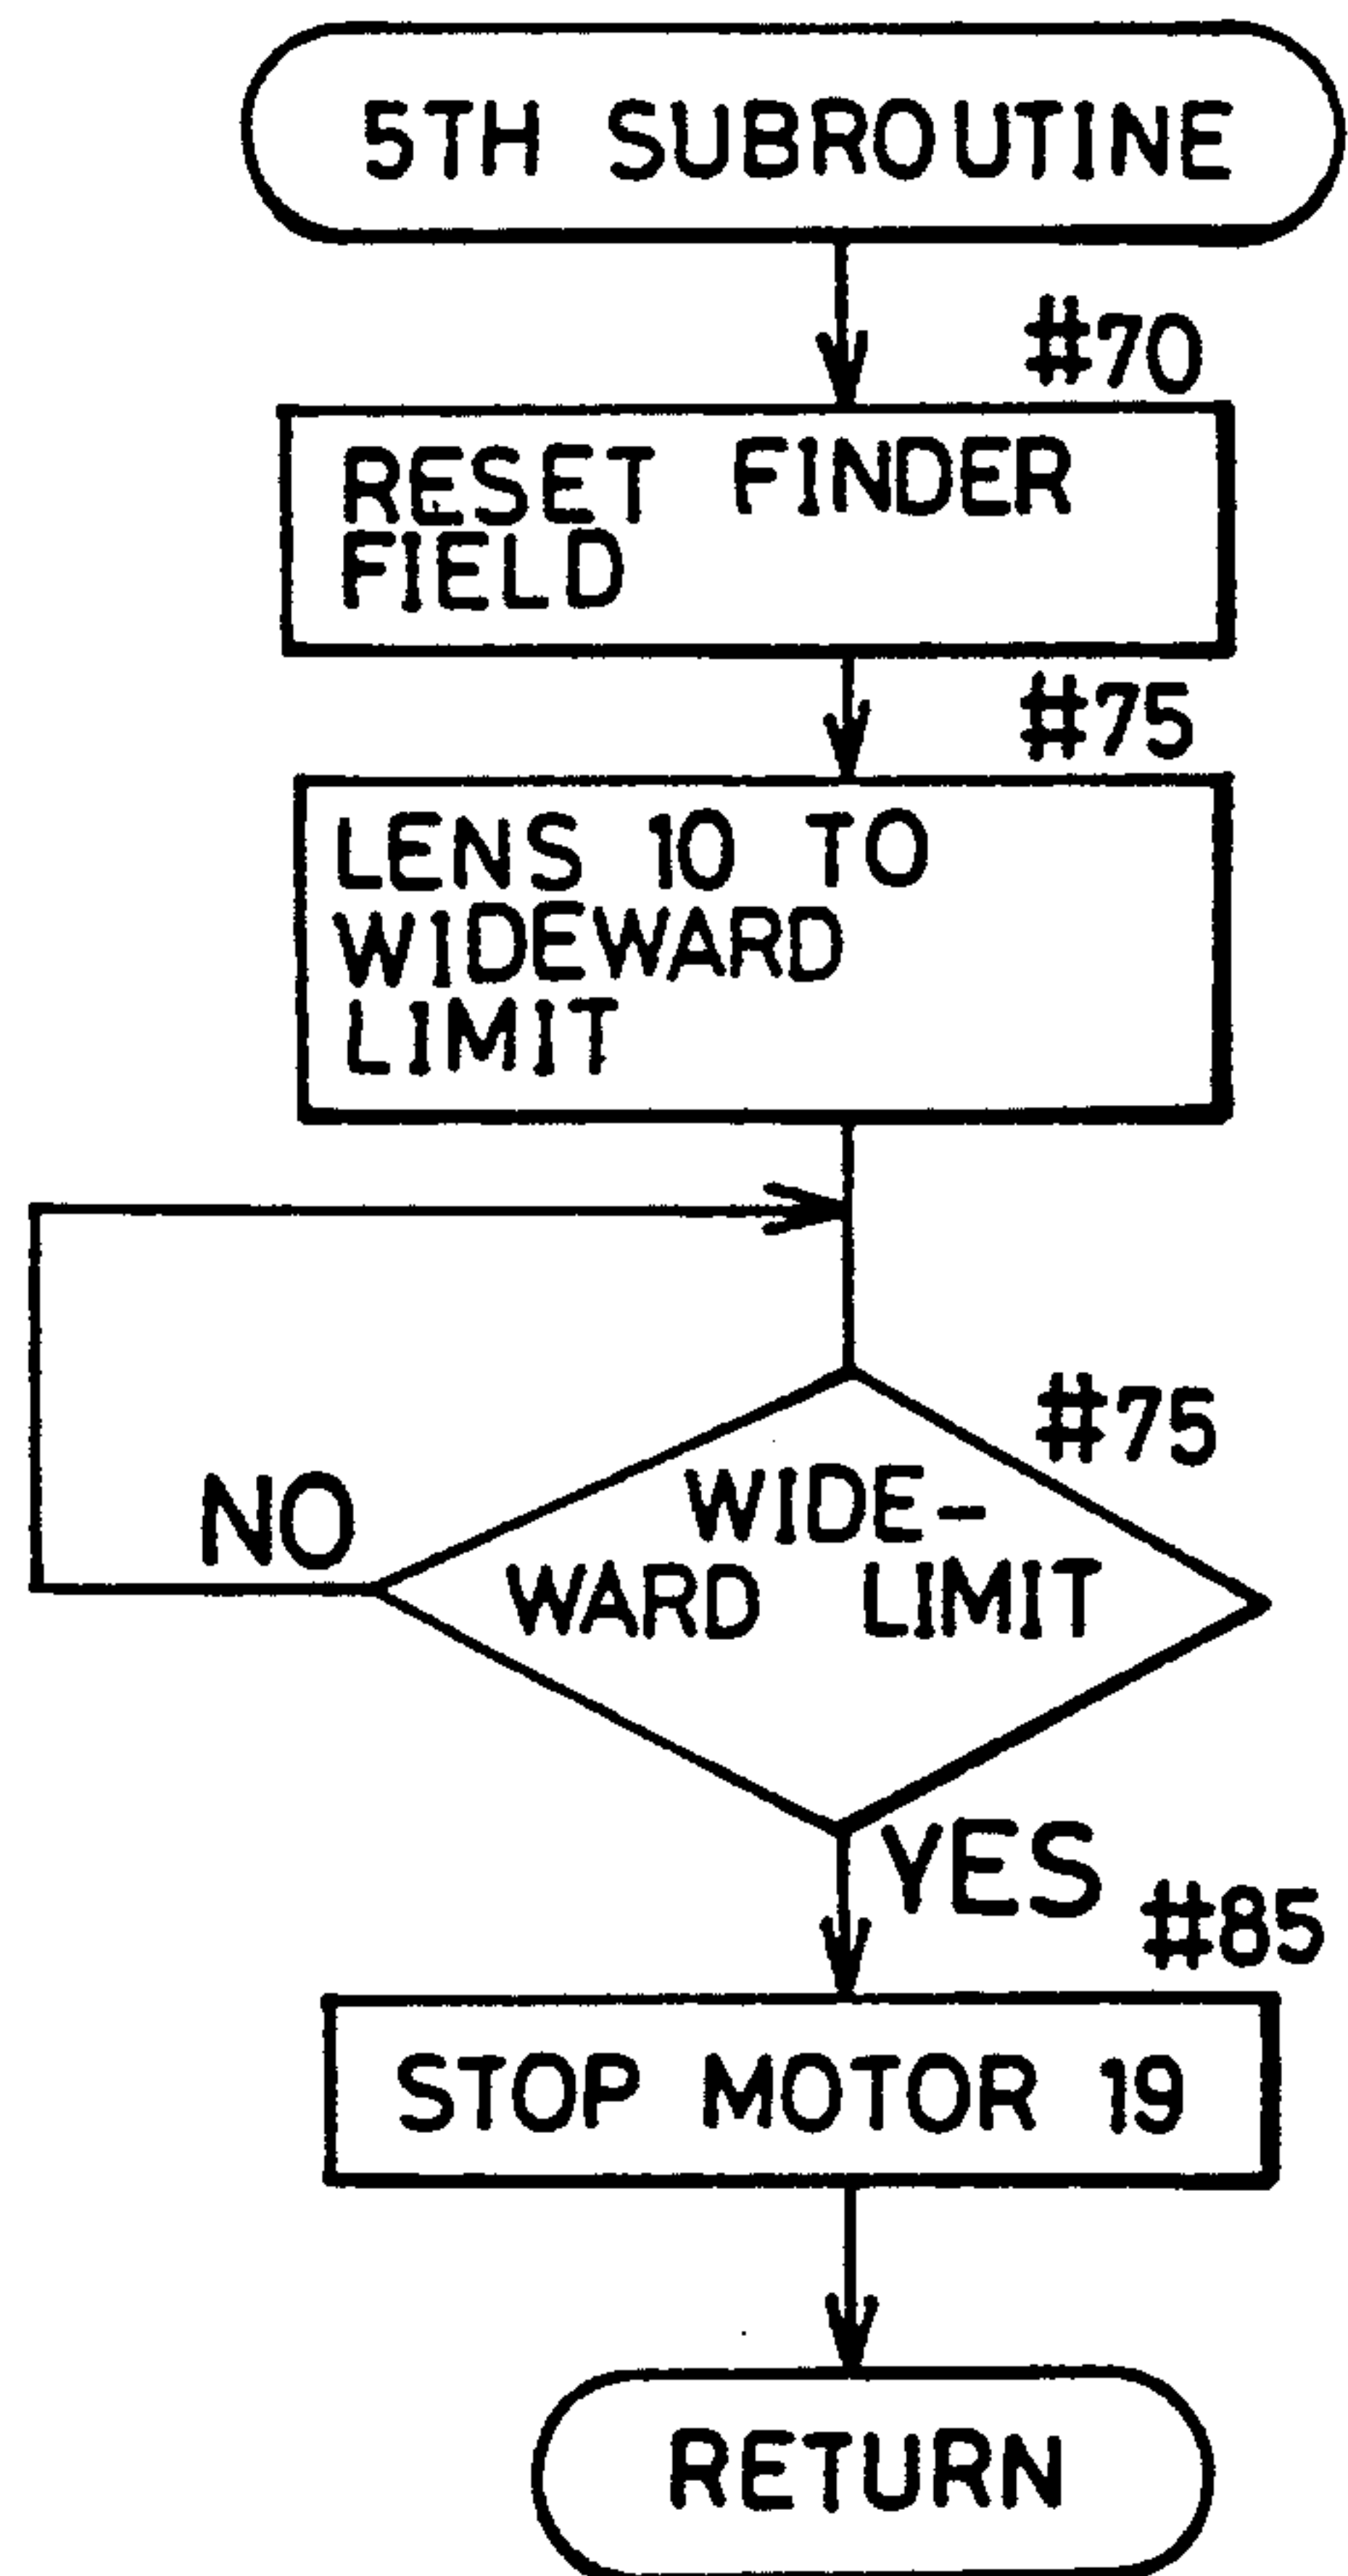 5TH SUBROUTINE
#70
RESET FINDER
FIELD
#75
LENS 10 TO
WIDEWARD
LIMIT
#75
WIDE-
WARD LIMIT
NO
YES
#85
STOP MOTOR 19
RETURN